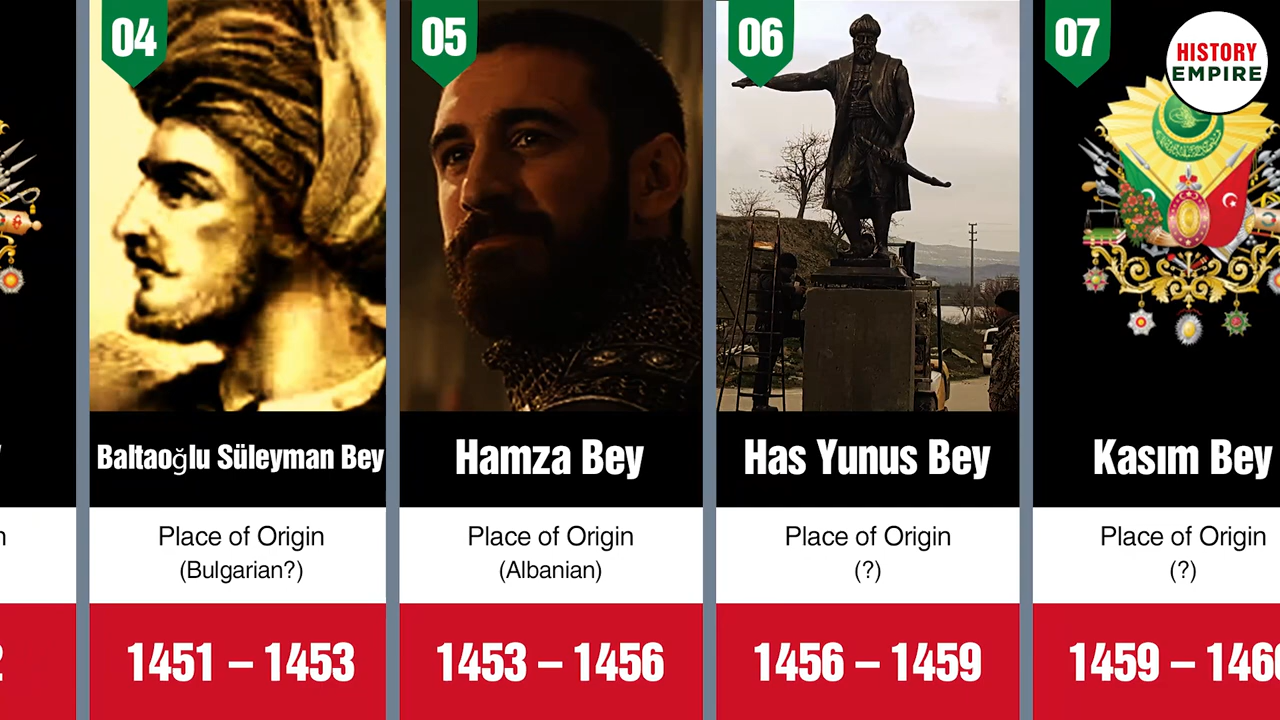 04
Baltaoğlu Süleyman Bey
Place of Origin
(Bulgarian?)
1451 – 1453
05
Hamza Bey
Place of Origin
(Albanian)
1453 – 1456
06
Has Yunus Bey
Place of Origin
(?)
1456 – 1459
07
HISTORY
EMPIRE
Kasım Bey
Place of Origin
(?)
1459 –